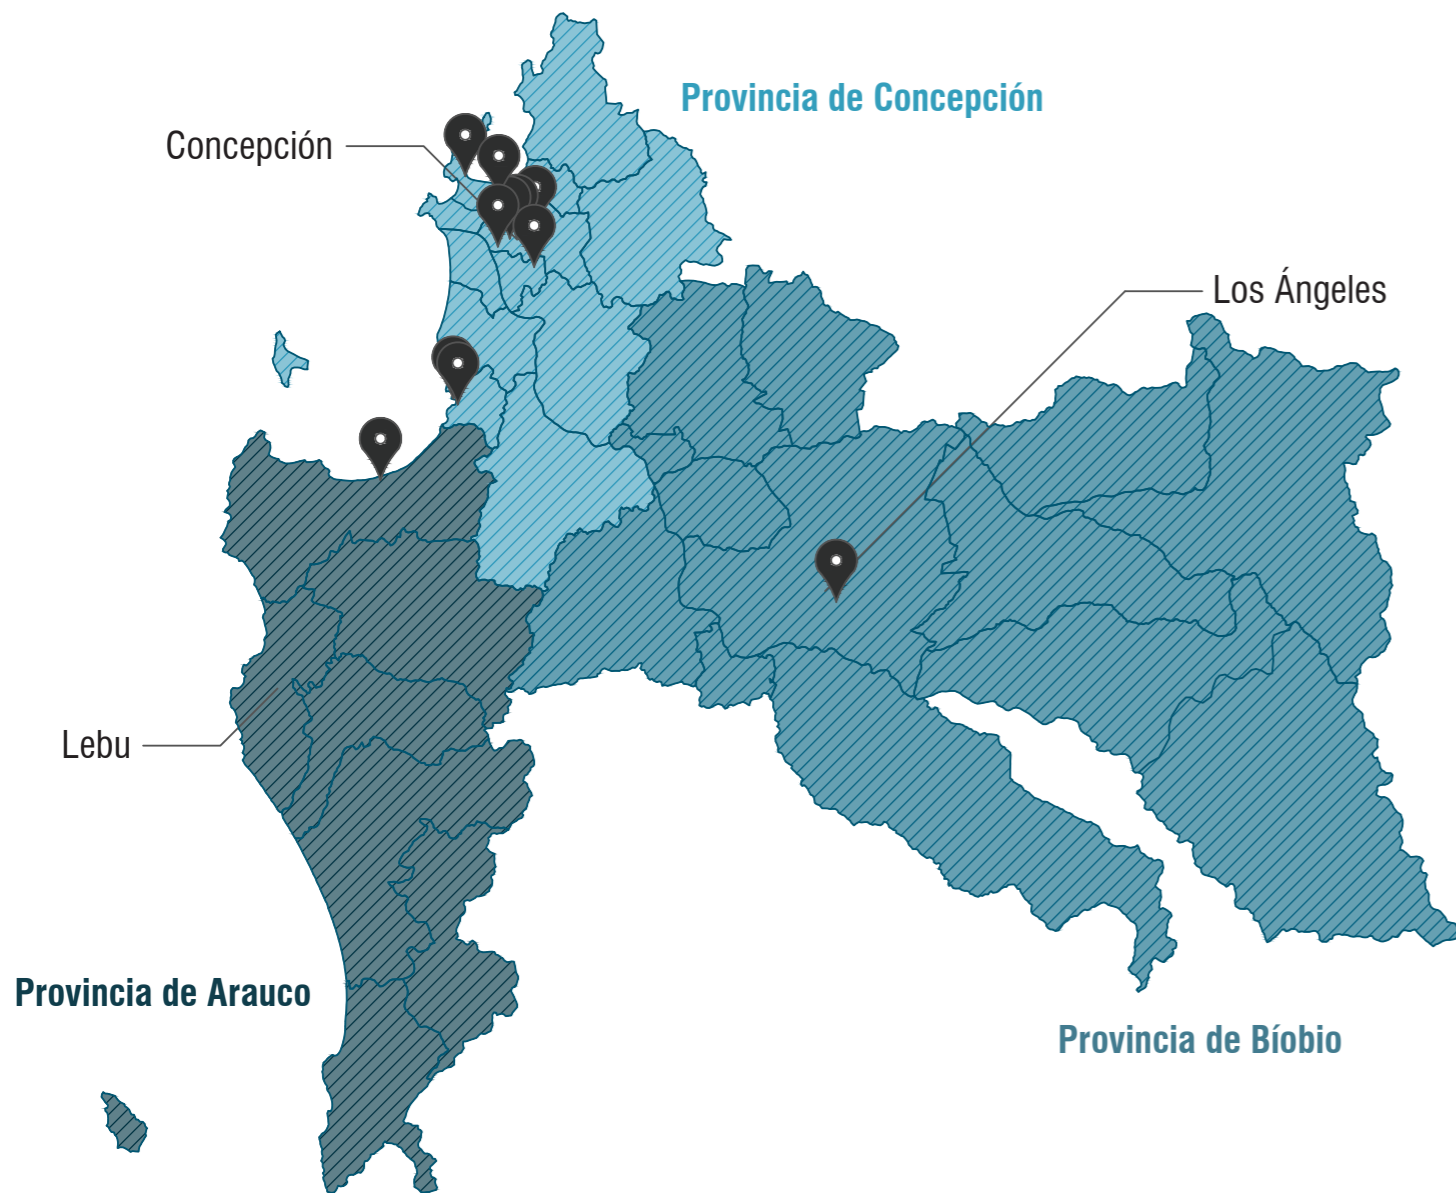 Provincia de Concepción
Concepción
Los Ángeles
Lebu
Provincia de Arauco
Provincia de Bíobio